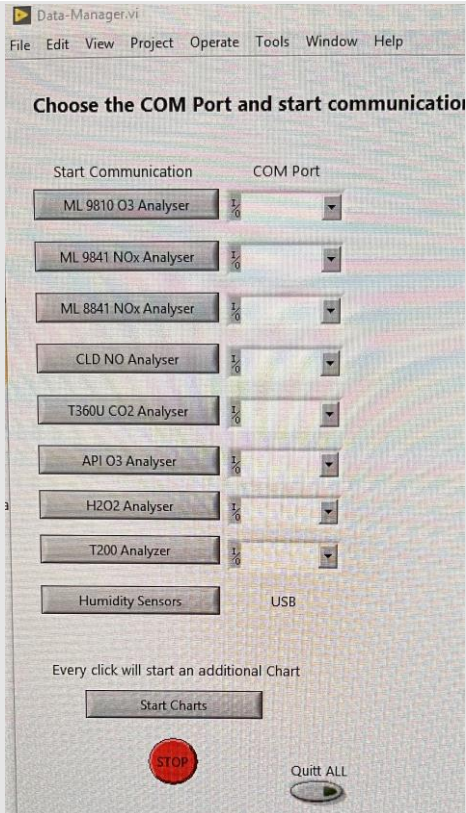 Data-Manager.vi
File Edit View Project Operate Tools Window Help
Choose the COM Port and start communication
Start Communication COM Port
ML 9810 O3 Analyser
ML 9841 NOx Analyser
ML 8841 NOx Analyser
CLD NO Analyser
T360U CO2 Analyser
API O3 Analyser
H2O2 Analyser
T200 Analyzer
Humidity Sensors USB
Every click will start an additional Chart
Start Charts
STOP
Quitt ALL